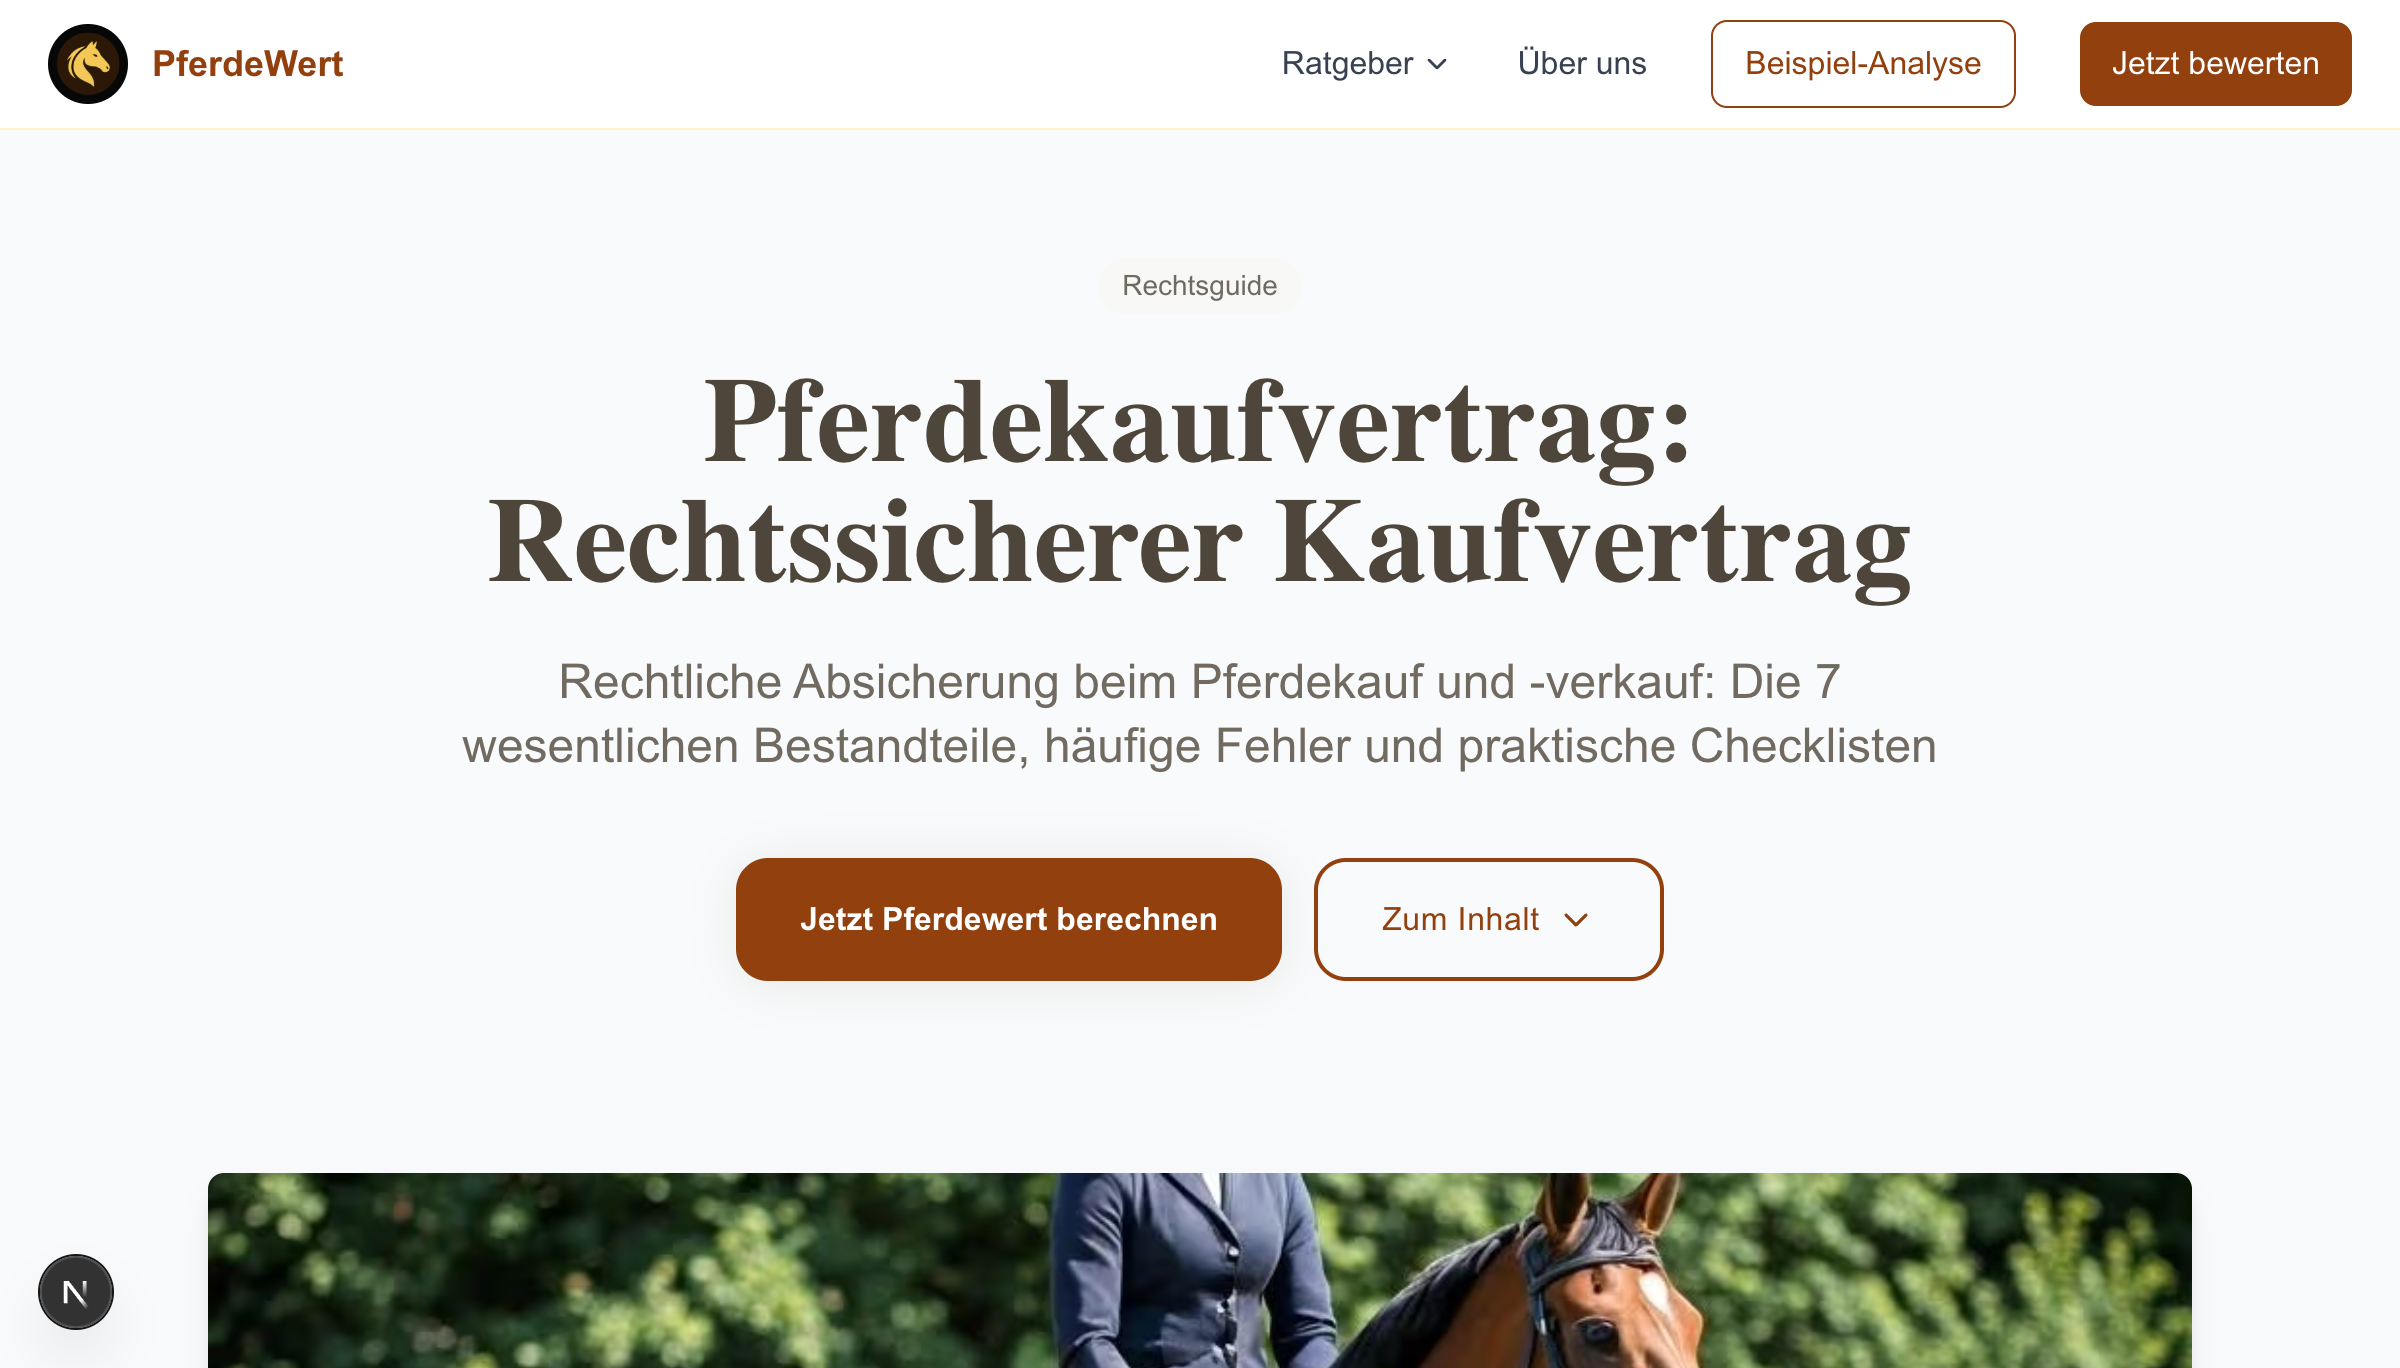 PferdeWert
Ratgeber
Über uns
Beispiel-Analyse
Jetzt bewerten
Rechtsguide
Pferdekaufvertrag:
Rechtssicherer Kaufvertrag
Rechtliche Absicherung beim Pferdekauf und -verkauf: Die 7
wesentlichen Bestandteile, häufige Fehler und praktische Checklisten
Jetzt Pferdewert berechnen
Zum Inhalt
N